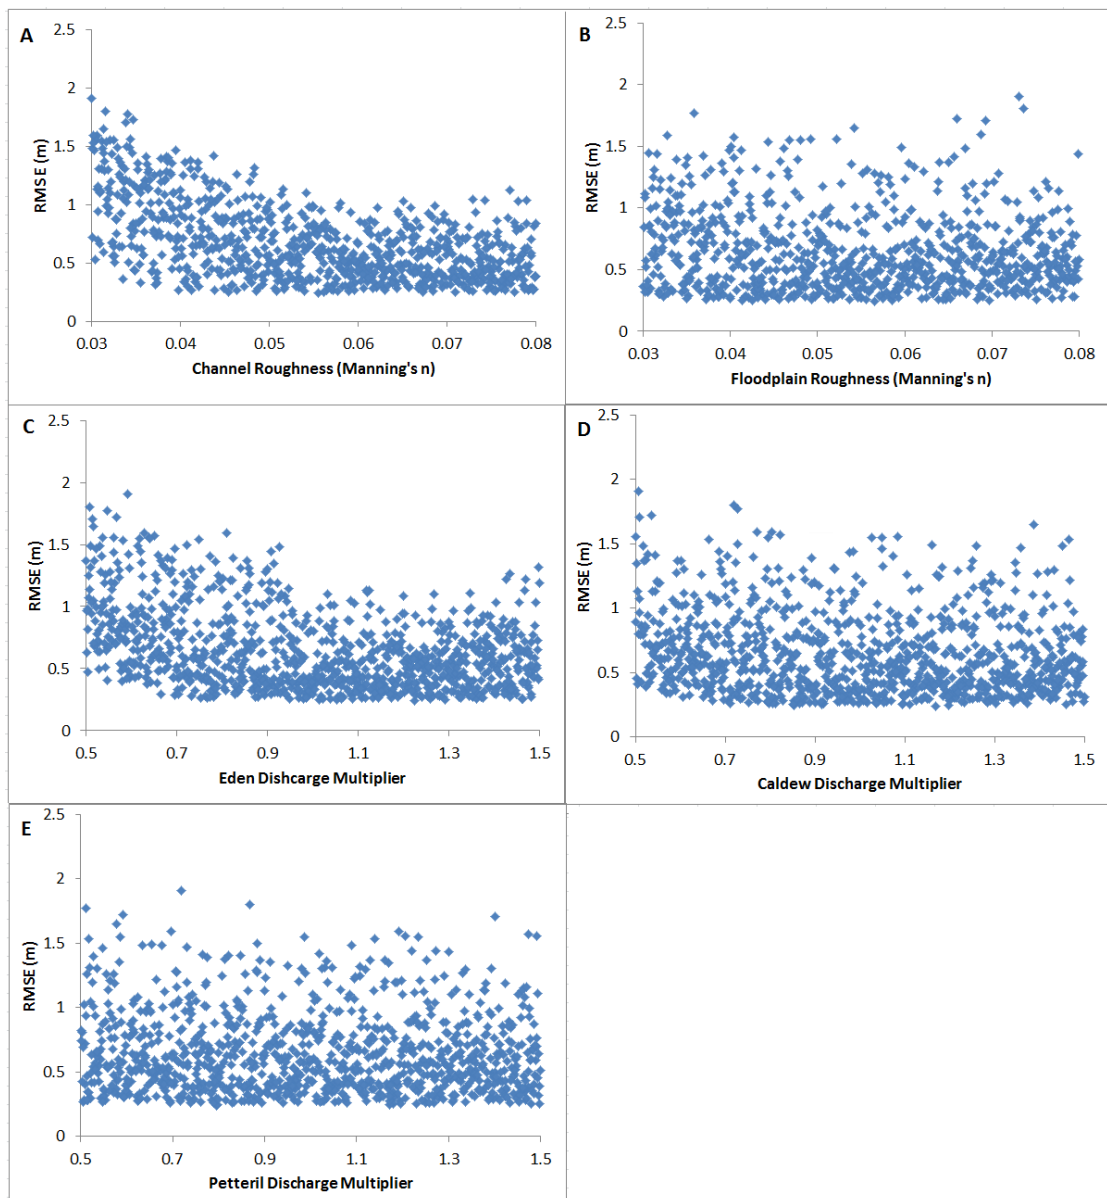 A
2.5
2
1.5
1
0.5
0
RMS E (m)
0.03 0.04 0.05 0.06 0.07 0.08
Channel Roughness (Manning's n)
B
2.5
2
1.5
1
0.5
0
RMSE (m)
0.03 0.04 0.05 0.06 0.07 0.08
Floodplain Roughness (Manning's n)
C
2.5
2
1.5
1
0.5
0
RMSE (m)
0.5 0.7 0.9 1.1 1.3 1.5
Eden Dishcarge Multiplier
D
2.5
2
1.5
1
0.5
0
RMSE (m)
0.5 0.7 0.9 1.1 1.3 1.5
Caldew Discharge Multiplier
E
2.5
2
1.5
1
0.5
0
RMSE (m)
0.5 0.7 0.9 1.1 1.3 1.5
Petteril Discharge Multiplier